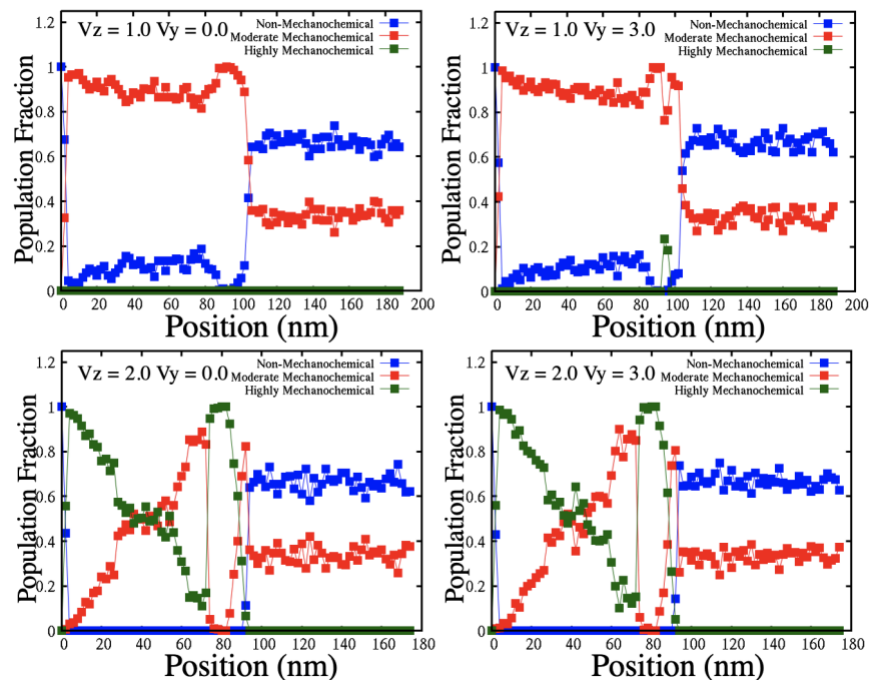 Vz = 1.0 Vy = 0.0
Non-Mechanochemical
Moderate Mechanochemical
Highly Mechanochemical
1.2
1
0.8
0.6
0.4
0.2
0
Population Fraction
0 20 40 60 80 100 120 140 160 180 200
Position (nm)
Vz = 1.0 Vy = 3.0
Non-Mechanochemical
Moderate Mechanochemical
Highly Mechanochemical
1.2
1
0.8
0.6
0.4
0.2
0
Population Fraction
0 20 40 60 80 100 120 140 160 180 200
Position (nm)
Vz = 2.0 Vy = 0.0
Non-Mechanochemical
Moderate Mechanochemical
Highly Mechanochemical
1.2
1
0.8
0.6
0.4
0.2
0
Population Fraction
0 20 40 60 80 100 120 140 160 180
Position (nm)
Vz = 2.0 Vy = 3.0
Non-Mechanochemical
Moderate Mechanochemical
Highly Mechanochemical
1.2
1
0.8
0.6
0.4
0.2
0
Population Fraction
0 20 40 60 80 100 120 140 160 180
Position (nm)